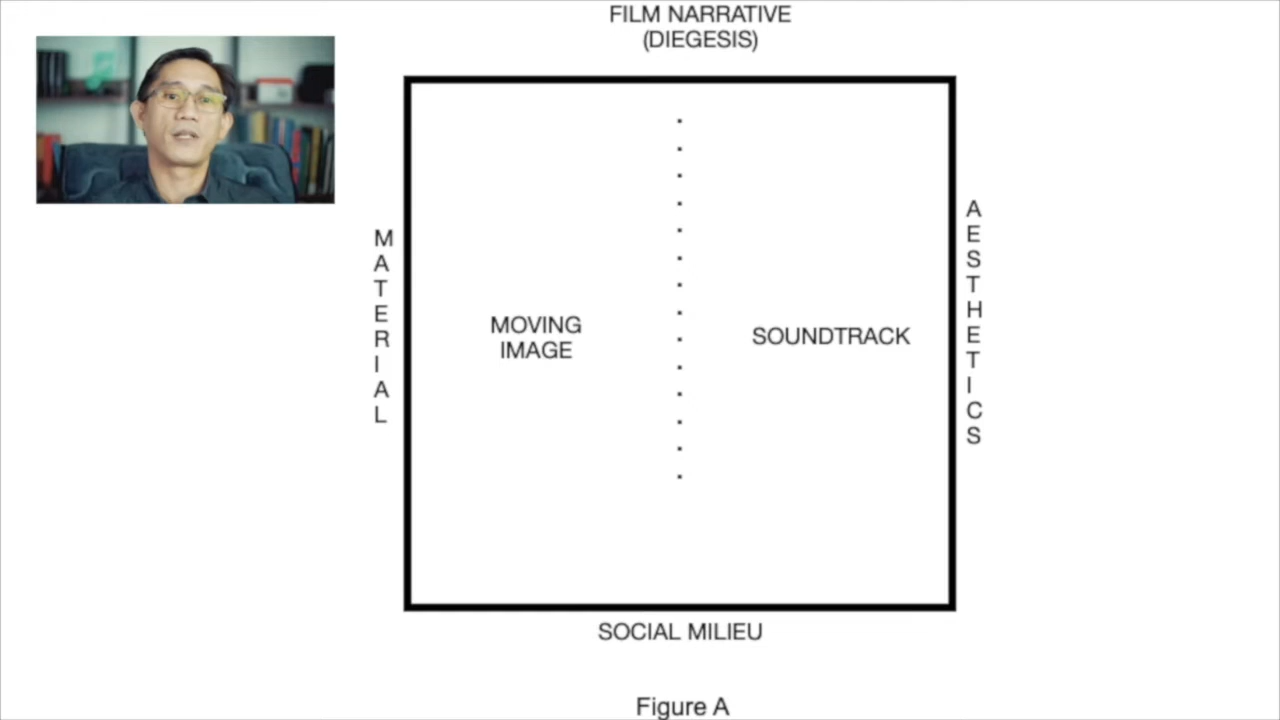 FILM NARRATIVE
(DIEGESIS)
MATERIAL
MOVING
IMAGE
SOUNDTRACK
AESTHETICS
SOCIAL MILIEU
Figure A